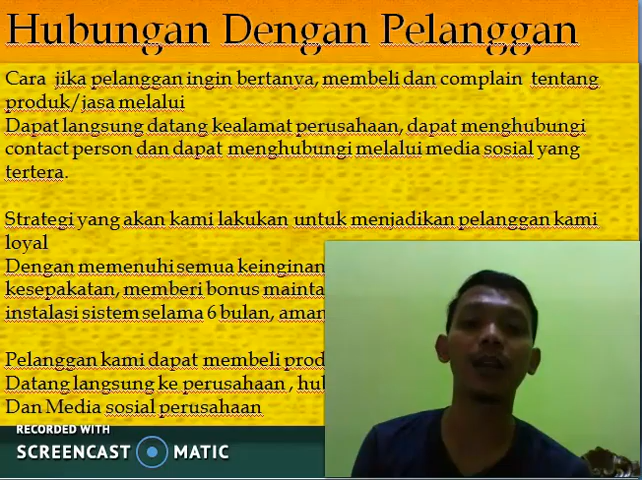 Hubungan Dengan Pelanggan
Cara jika pelanggan ingin bertanya, membeli dan complain tentang
produk/jasa melalui
Dapat langsung datang kealamat perusahaan, dapat menghubungi
contact person dan dapat menghubungi melalui media sosial yang
tertera.
Strategi yang akan kami lakukan untuk menjadikan pelanggan kami
loyal
Dengan memenuhi semua keinginan
kesepakatan, memberi bonus mainta
instalasi sistem selama 6 bulan, aman
Pelanggan kami dapat membeli prod
Datang langsung ke perusahaan , hub
Dan Media sosial perusahaan
RECORDED WITH
SCREENCAST MATIC